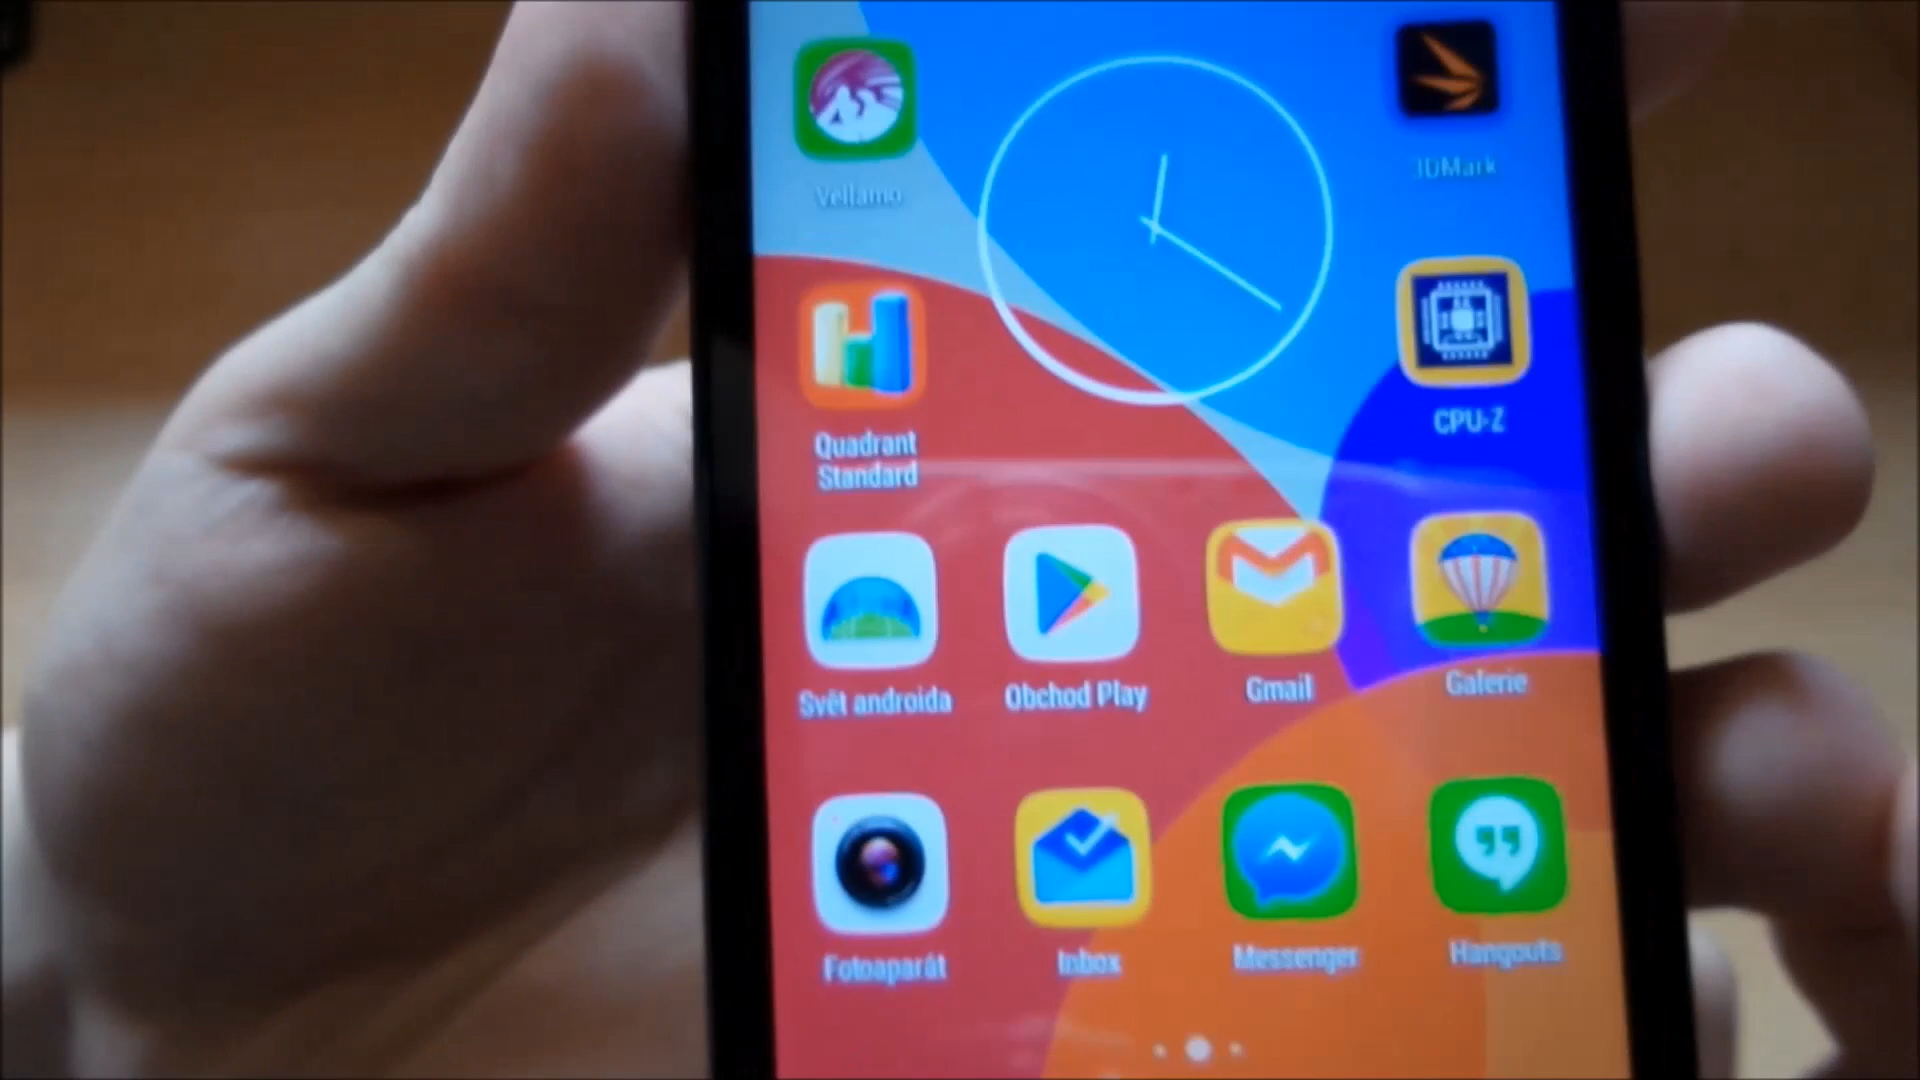 Vellamo
3DMark
Quadrant
Standard
CPU-Z
Svět androida
Obchod Play
Gmail
Galerie
Fotoaparát
Inbox
Messenger
Hangouts